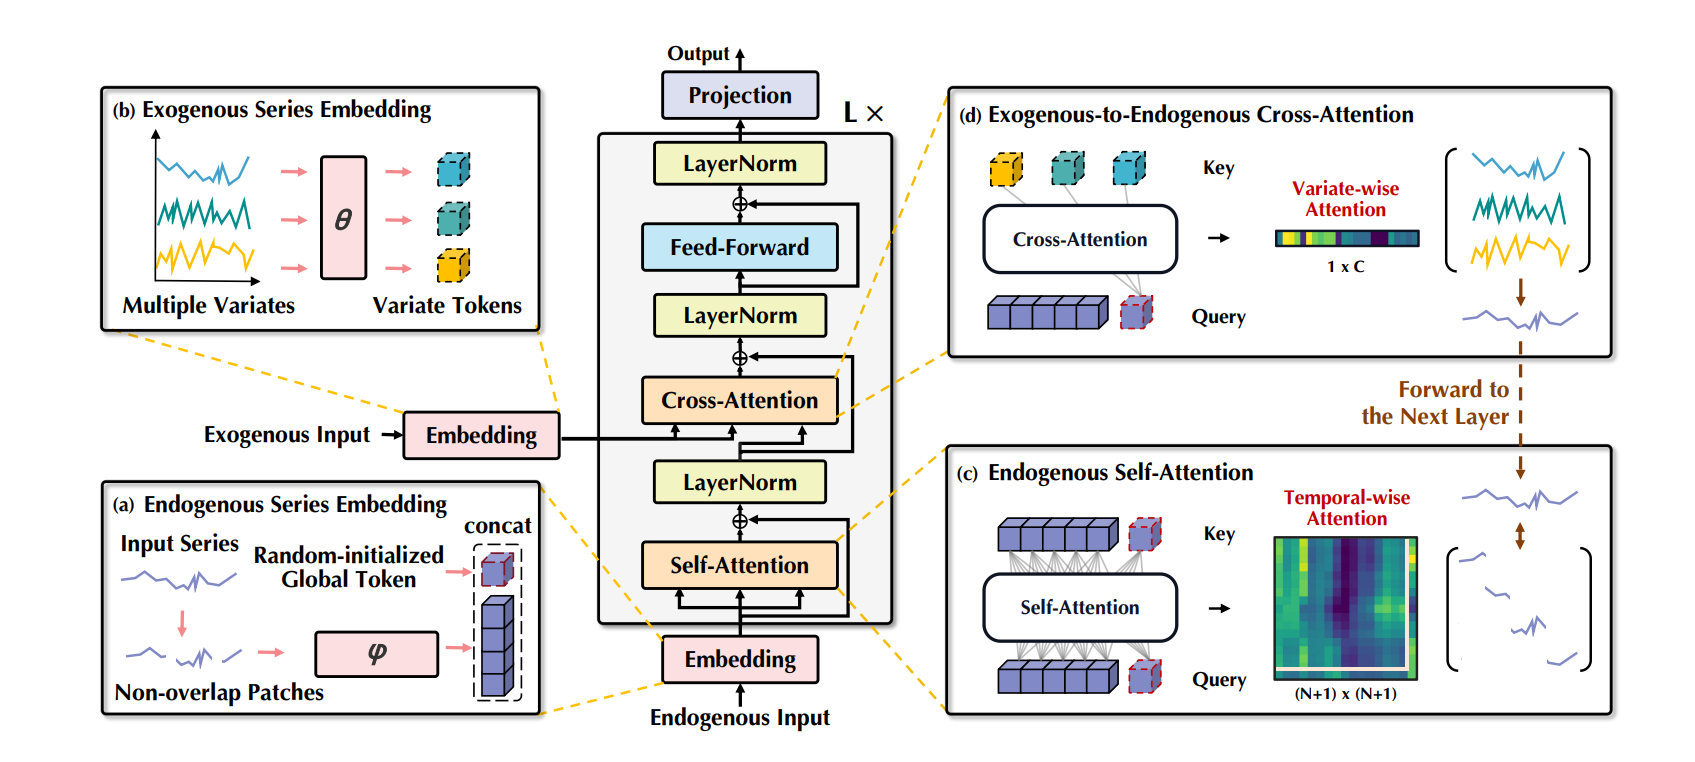 Output
Projection
L ×
LayerNorm
Feed-Forward
LayerNorm
Cross-Attention
LayerNorm
Self-Attention
Embedding
Endogenous Input
Exogenous Input
Embedding
(b) Exogenous Series Embedding
θ
Multiple Variates
Variate Tokens
(a) Endogenous Series Embedding
concat
Input Series
Random-initialized
Global Token
φ
Non-overlap Patches
(d) Exogenous-to-Endogenous Cross-Attention
Key
Variate-wise
Attention
Cross-Attention
1 x C
Query
Forward to
the Next Layer
(c) Endogenous Self-Attention
Temporal-wise
Attention
Key
Self-Attention
Query
(N+1) x (N+1)